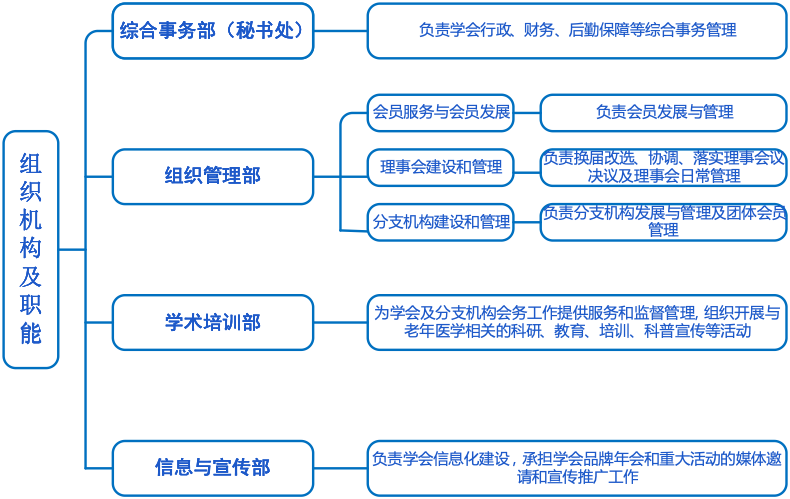 组织机构及职能
综合事务部（秘书处）
负责学会行政、财务、后勤保障等综合事务管理
组织管理部
会员服务与会员发展
负责会员发展与管理
理事会建设和管理
负责换届改选、协调、落实理事会议
决议及理事会日常管理
分支机构建设和管理
负责分支机构发展与管理及团体会员
管理
学术培训部
为学会及分支机构会务工作提供服务和监督管理, 组织开展与
老年医学相关的科研、教育、培训、科普宣传等活动
信息与宣传部
负责学会信息化建设, 承担学会品牌年会和重大活动的媒体邀
请和宣传推广工作